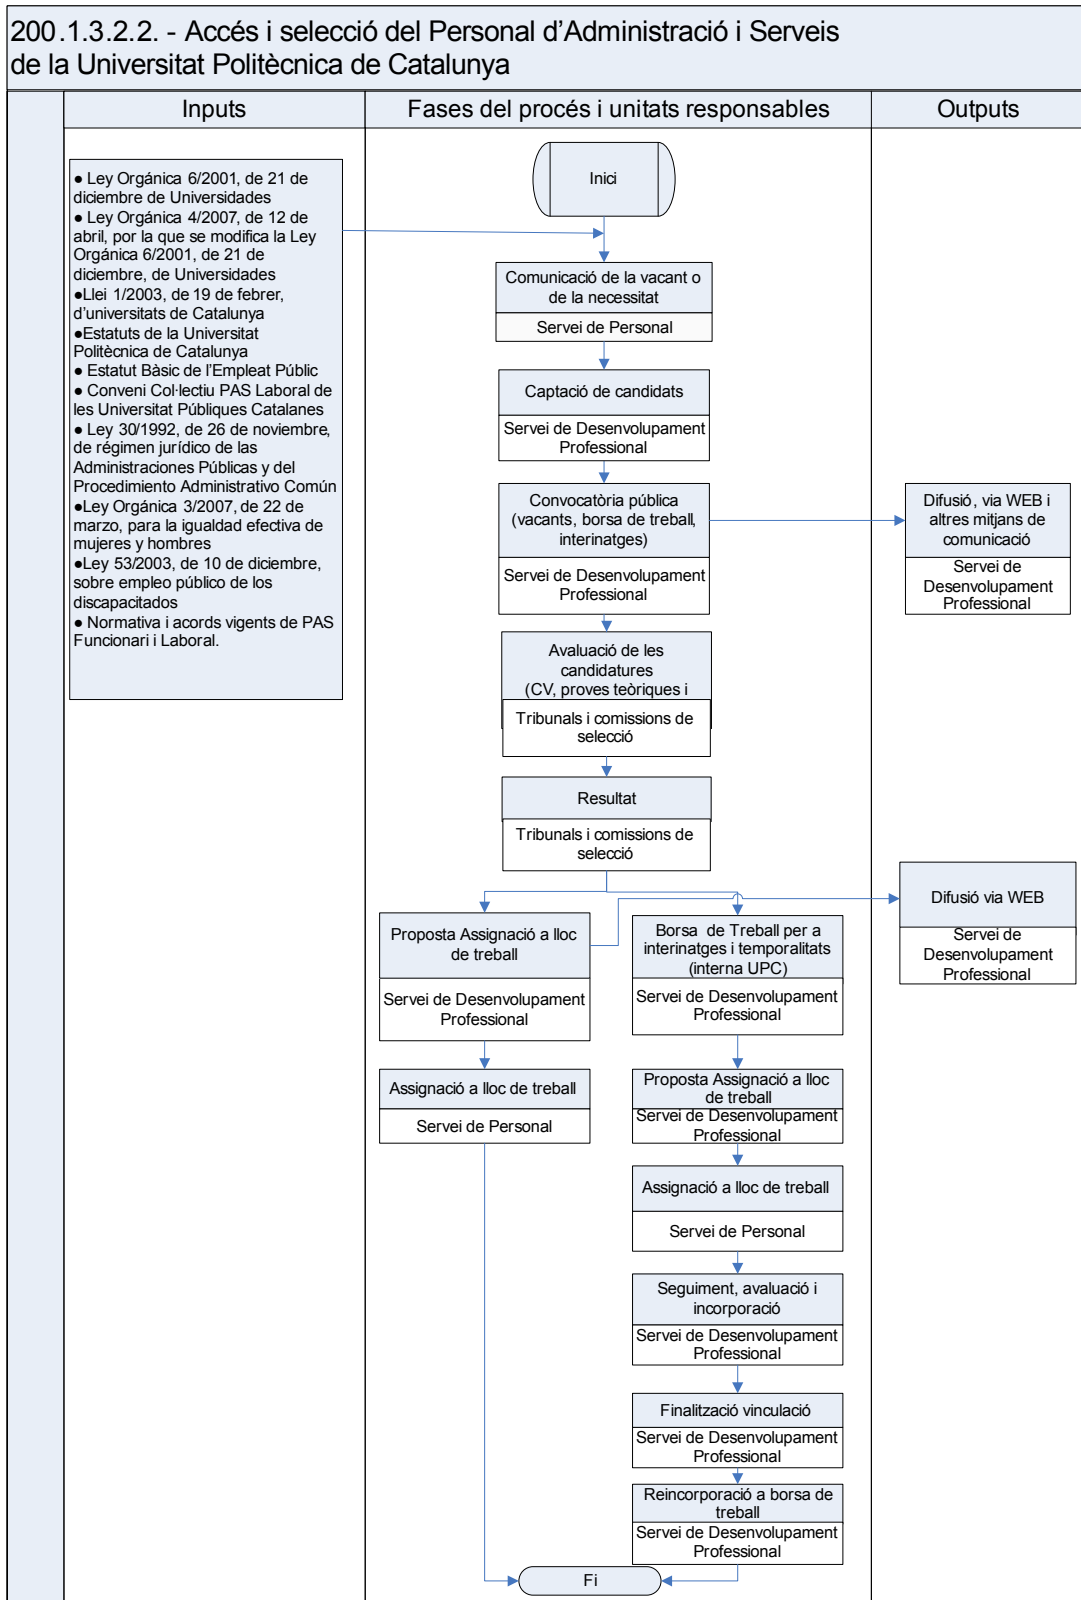 200.1.3.2.2. - Accés i selecció del Personal d'Administració i Serveis
de la Universitat Politècnica de Catalunya
Inputs
Fases del procés i unitats responsables
Outputs
● Ley Orgánica 6/2001, de 21 de
diciembre de Universidades
● Ley Orgánica 4/2007, de 12 de
abril, por la que se modifica la Ley
Orgánica 6/2001, de 21 de
diciembre, de Universidades
●Llei 1/2003, de 19 de febrer,
d'universitats de Catalunya
●Estatuts de la Universitat
Politècnica de Catalunya
● Estatut Bàsic de l'Empleat Públic
● Conveni Col·lectiu PAS Laboral de
les Universitat Públiques Catalanes
● Ley 30/1992, de 26 de noviembre,
de régimen jurídico de las
Administraciones Públicas y del
Procedimiento Administrativo Común
●Ley Orgánica 3/2007, de 22 de
marzo, para la igualdad efectiva de
mujeres y hombres
●Ley 53/2003, de 10 de diciembre,
sobre empleo público de los
discapacitados
● Normativa i acords vigents de PAS
Funcionari i Laboral.
Inici
Comunicació de la vacant o
de la necessitat
Servei de Personal
Captació de candidats
Servei de Desenvolupament
Professional
Convocatòria pública
(vacants, borsa de treball,
interinatges)
Servei de Desenvolupament
Professional
Difusió, via WEB i
altres mitjans de
comunicació
Servei de
Desenvolupament
Professional
Avaluació de les
candidatures
(CV, proves teòriques i
Tribunals i comissions de
selecció
Resultat
Tribunals i comissions de
selecció
Difusió via WEB
Servei de
Desenvolupament
Professional
Proposta Assignació a lloc
de treball
Servei de Desenvolupament
Professional
Assignació a lloc de treball
Servei de Personal
Borsa de Treball per a
interinatges i temporalitats
(interna UPC)
Servei de Desenvolupament
Professional
Proposta Assignació a lloc
de treball
Servei de Desenvolupament
Professional
Assignació a lloc de treball
Servei de Personal
Seguiment, avaluació i
incorporació
Servei de Desenvolupament
Professional
Finalització vinculació
Servei de Desenvolupament
Professional
Reincorporació a borsa de
treball
Servei de Desenvolupament
Professional
Fi